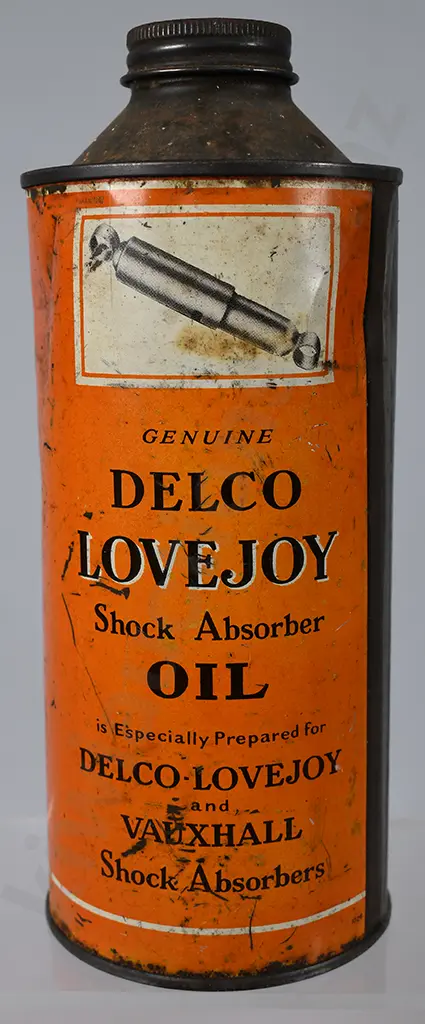 GENUINE
DELCO
LOVEJOY
Shock Absorber
OIL
is Especially Prepared for
DELCO-LOVEJOY
and
VAUXHALL
Shock Absorbers